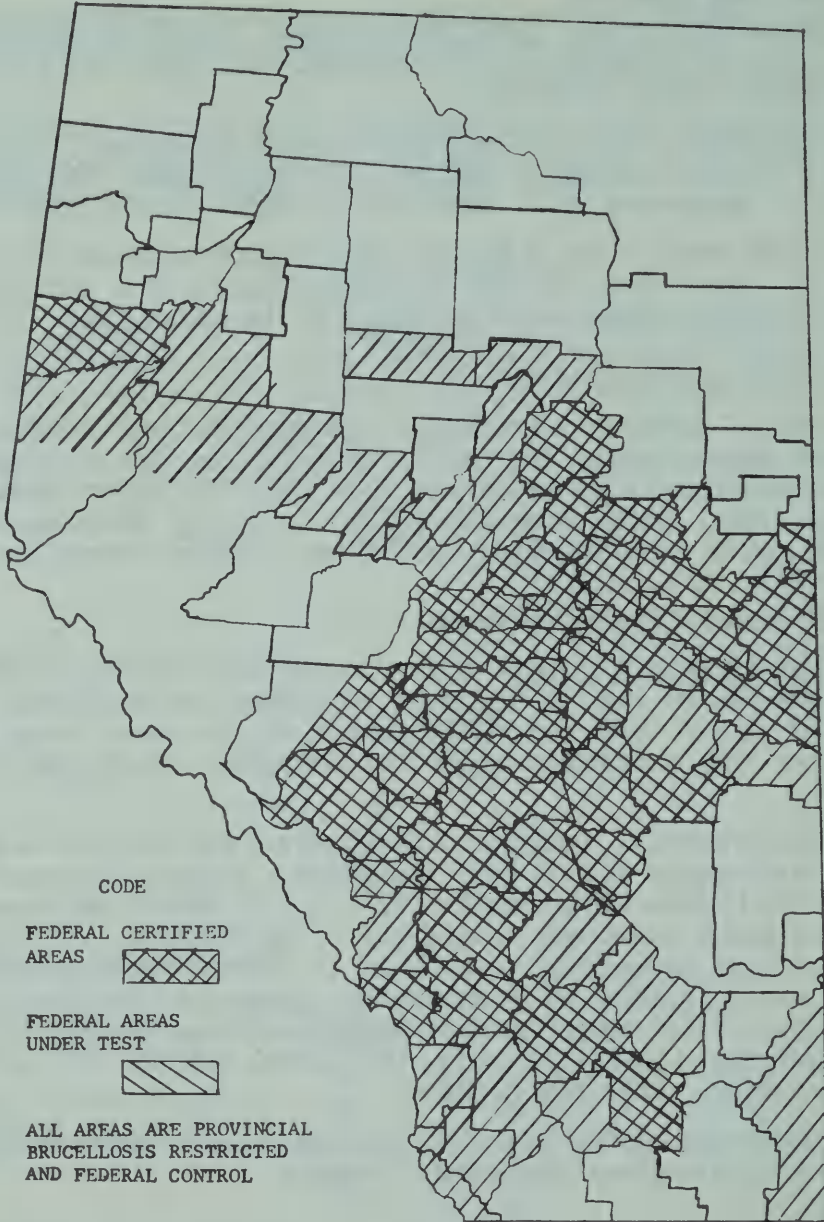 CODE
FEDERAL CERTIFIED
AREAS
FEDERAL AREAS
UNDER TEST
ALL AREAS ARE PROVINCIAL
BRUCELLOSIS RESTRICTED
AND FEDERAL CONTROL